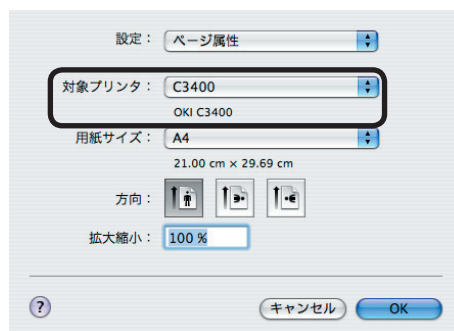 設定： ページ属性
対象プリンタ： C3400
OKI C3400
用紙サイズ： A4
21.00 cm × 29.69 cm
方向：
拡大縮小： 100 %
? キャンセル OK